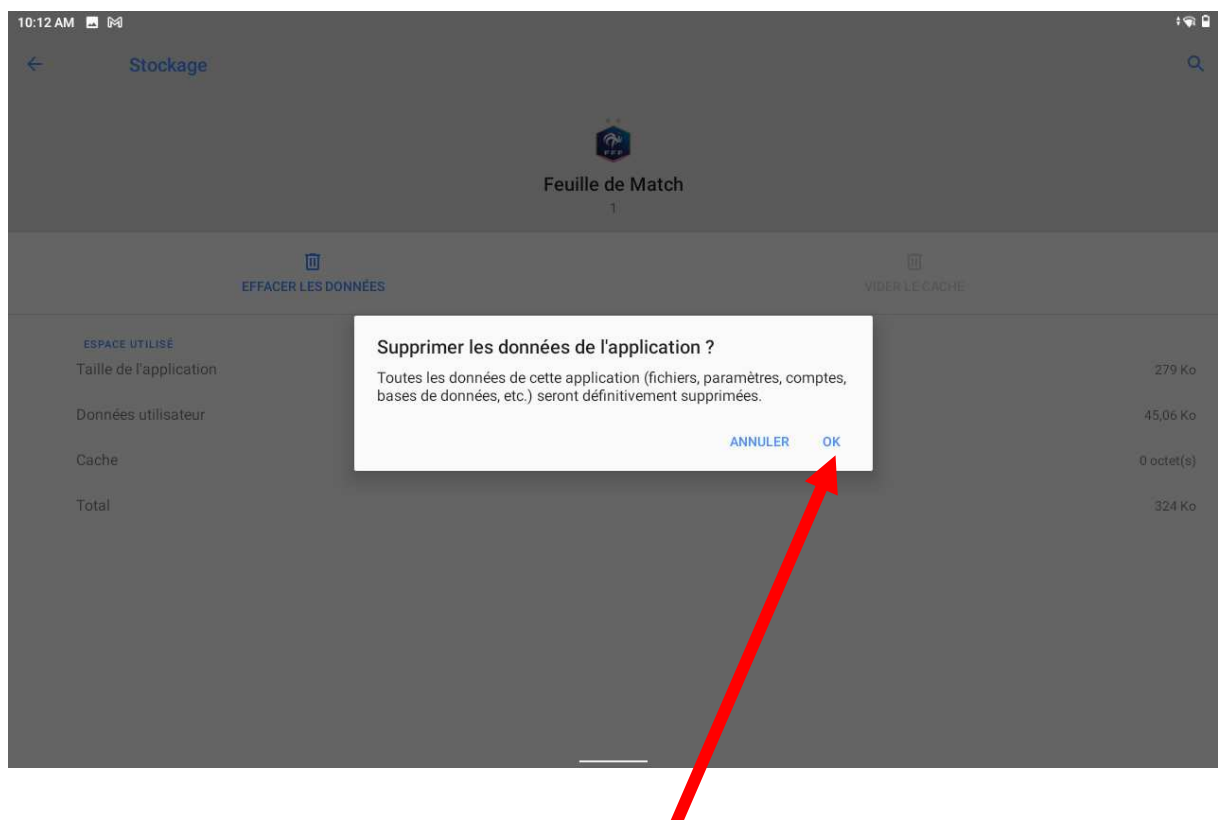 10:12 AM
Stockage
FFF
Feuille de Match
1
EFFACER LES DONNÉES
VIDER LE CACHE
ESPACE UTILISÉ
Taille de l'application
279 Ko
Données utilisateur
45,06 Ko
Cache
0 octet(s)
Total
324 Ko
Supprimer les données de l'application ?
Toutes les données de cette application (fichiers, paramètres, comptes,
bases de données, etc.) seront définitivement supprimées.
ANNULER
OK